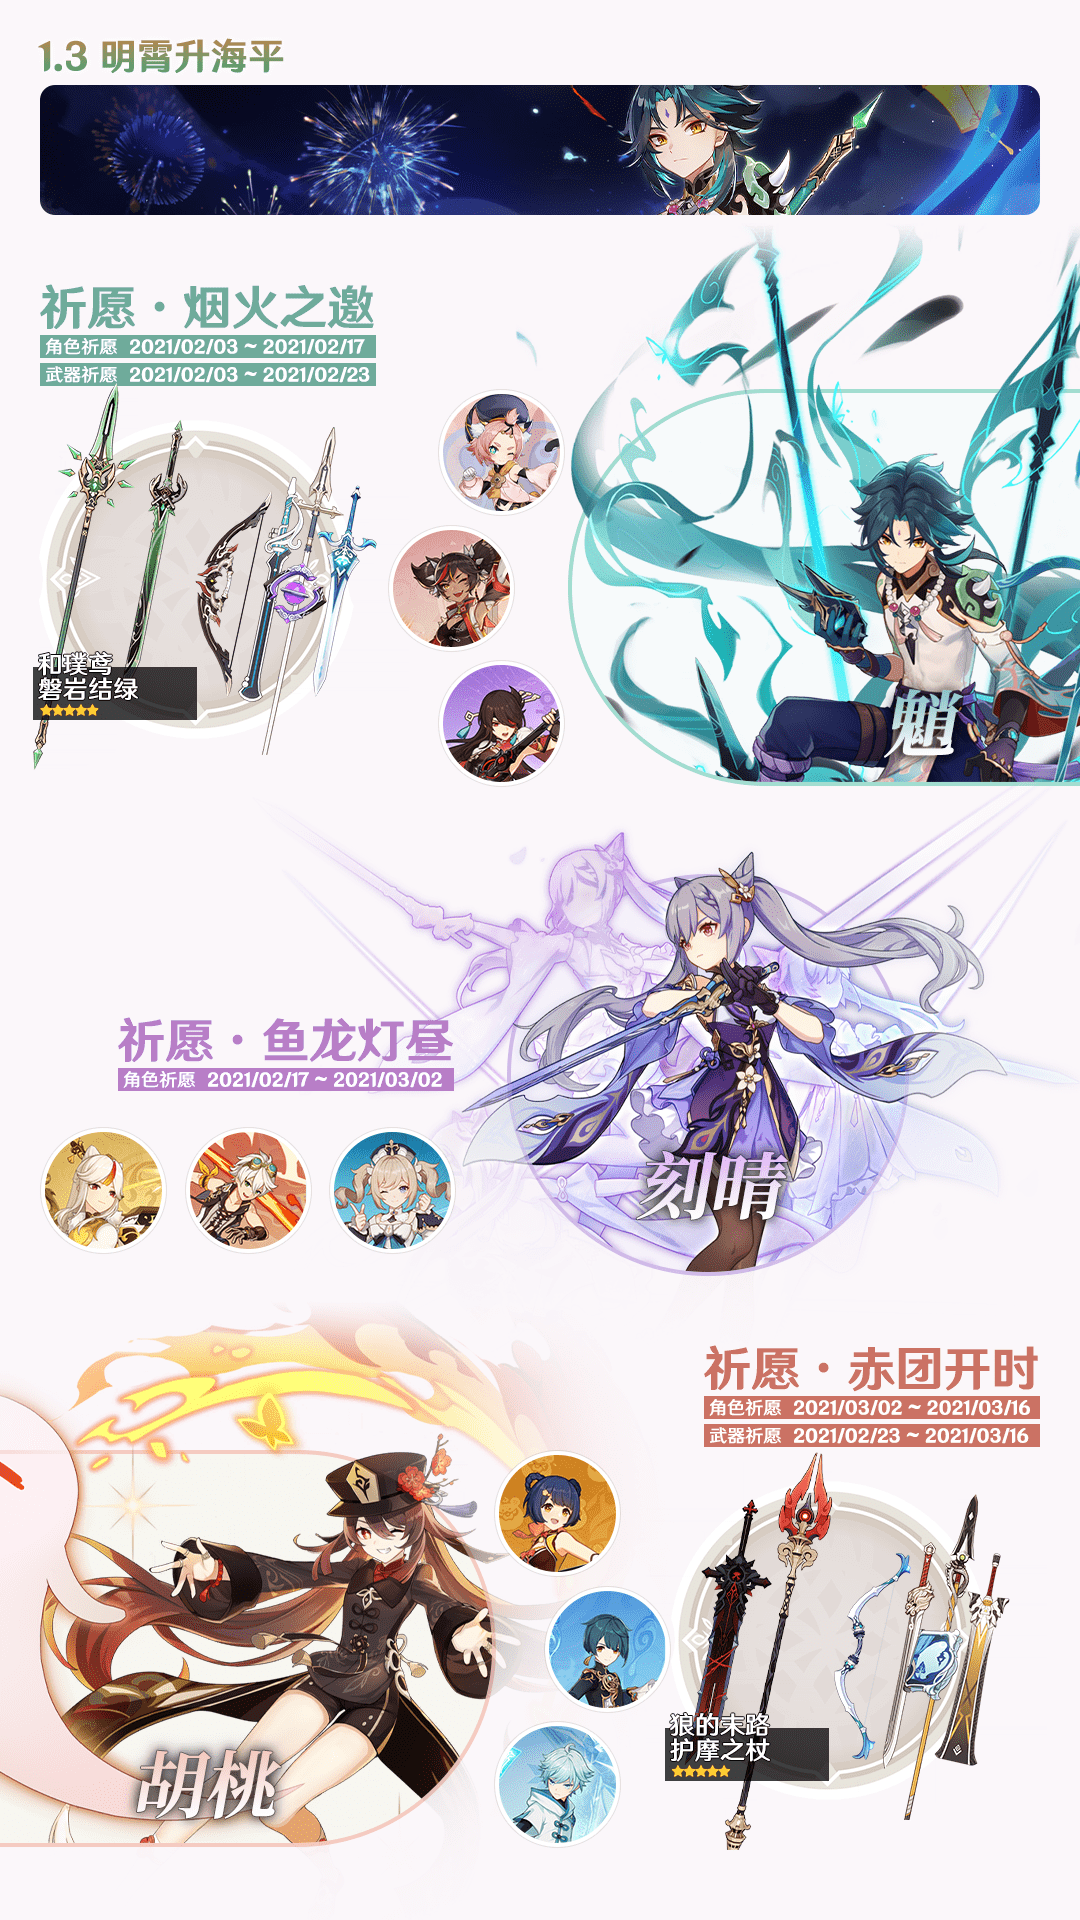 1.3 明霄升海平
祈愿·烟火之邀
角色祈愿 2021/02/03 ~ 2021/02/17
武器祈愿 2021/02/03 ~ 2021/02/23
和璞鸢
磐岩结绿
魈
祈愿·鱼龙灯昼
角色祈愿 2021/02/17 ~ 2021/03/02
刻晴
祈愿·赤团开时
角色祈愿 2021/03/02 ~ 2021/03/16
武器祈愿 2021/02/23 ~ 2021/03/16
狼的末路
护摩之杖
胡桃